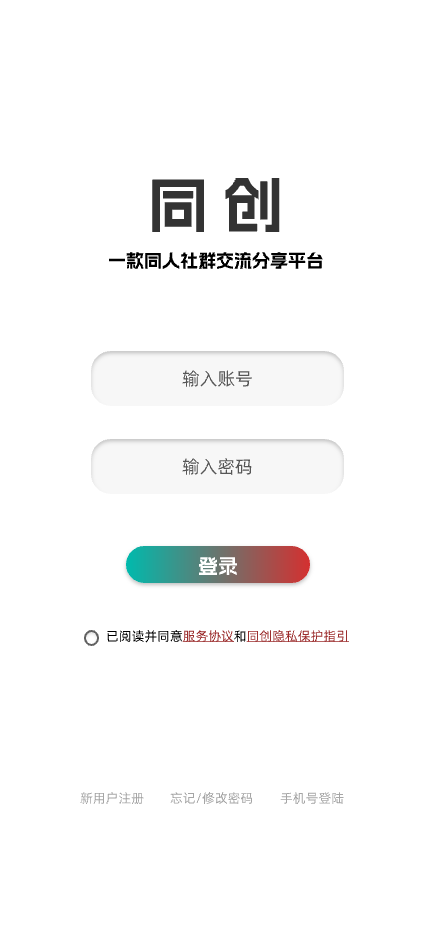 同创
一款同人社群交流分享平台
输入账号
输入密码
登录
已阅读并同意服务协议和同创隐私保护指引
新用户注册 忘记/修改密码 手机号登陆